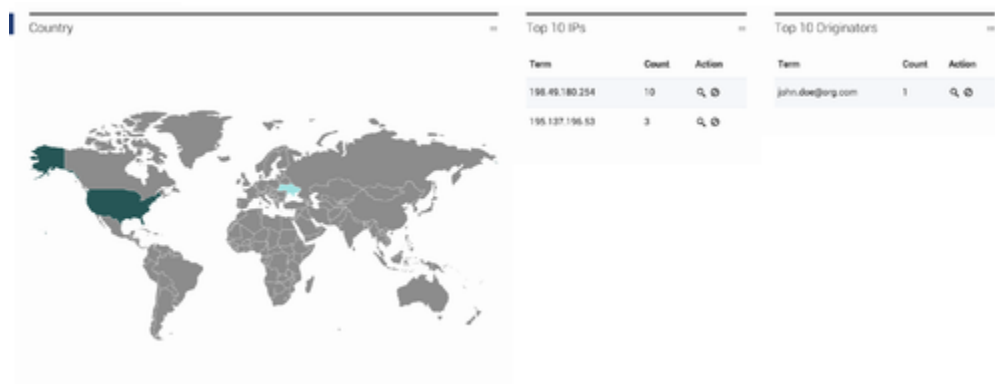 Country
Top 10 IPs
Term Count Action
198.49.180.254 10
195.137.196.53 3
Top 10 Originators
Term Count Action
john.doe@org.com 1